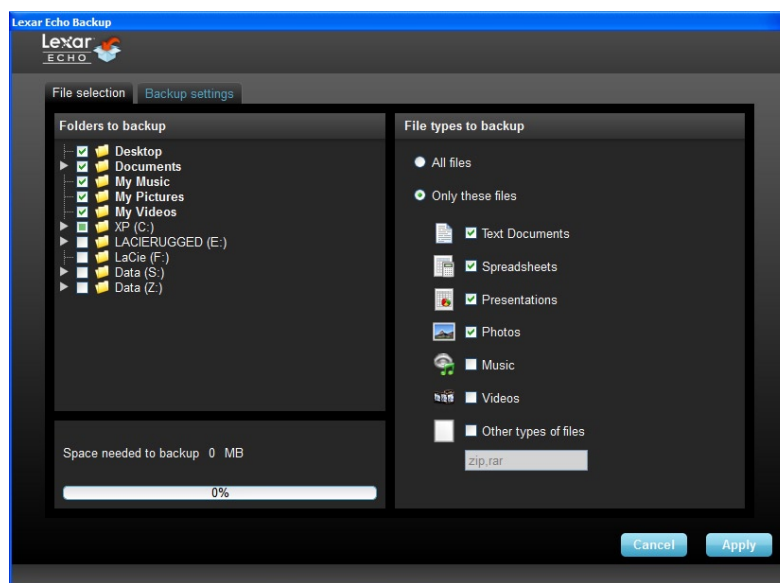 Lexar Echo Backup
Lexar
ECHO
File selection
Backup settings
Folders to backup
Desktop
Documents
My Music
My Pictures
My Videos
XP (C:)
LACIERUGGED (E:)
LaCie (F:)
Data (S:)
Data (Z:)
Space needed to backup 0 MB
0%
File types to backup
All files
Only these files
Text Documents
Spreadsheets
Presentations
Photos
Music
Videos
Other types of files
zip,rar
Cancel
Apply